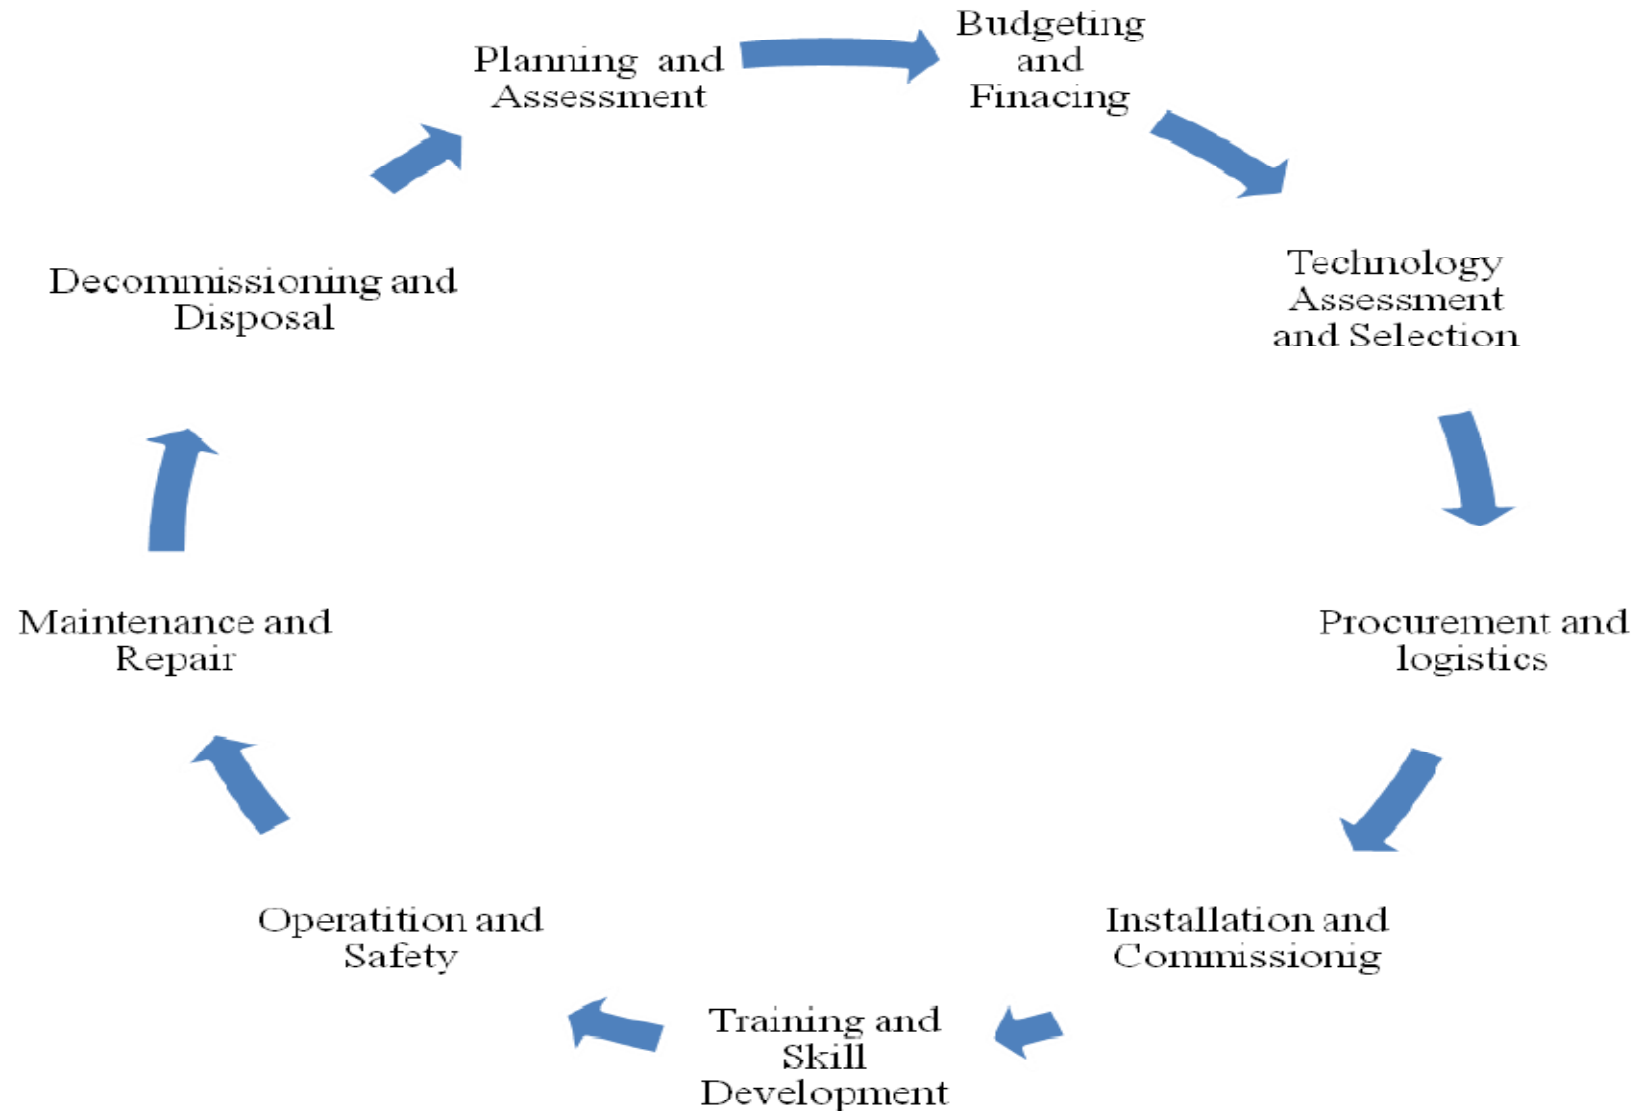 Planning and
Assessment
Budgeting
and
Finacing
Technology
Assessment
and Selection
Procurement and
logistics
Installation and
Commissionig
Training and
Skill
Development
Operatition and
Safety
Maintenance and
Repair
Decommissioning and
Disposal